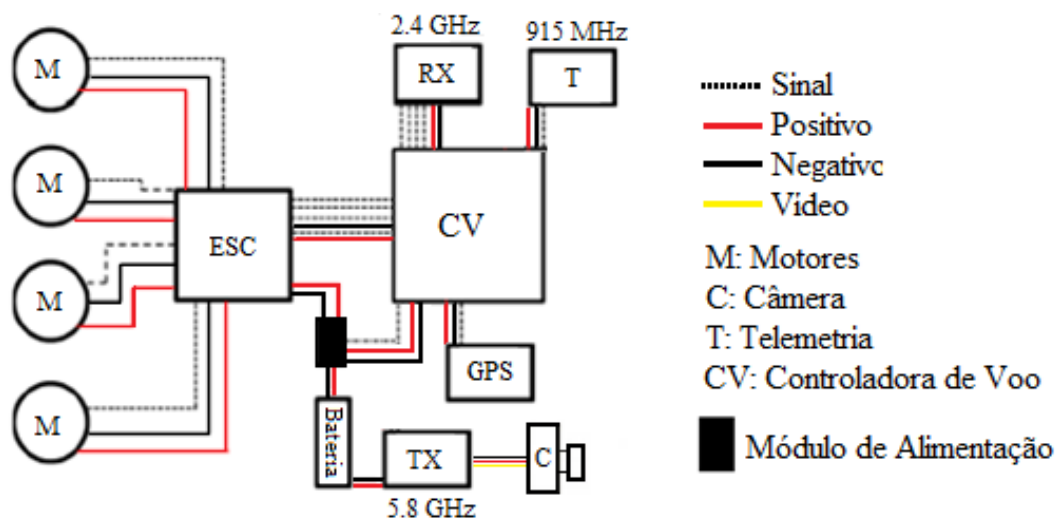 2.4 GHz
915 MHz
M
RX
T
Sinal
Positivo
Negativc
Vídeo
M
ESC
CV
M: Motores
C: Câmera
T: Telemetria
CV: Controladora de Voo
M
GPS
M
Bateria
TX
C
Módulo de Alimentação
5.8 GHz